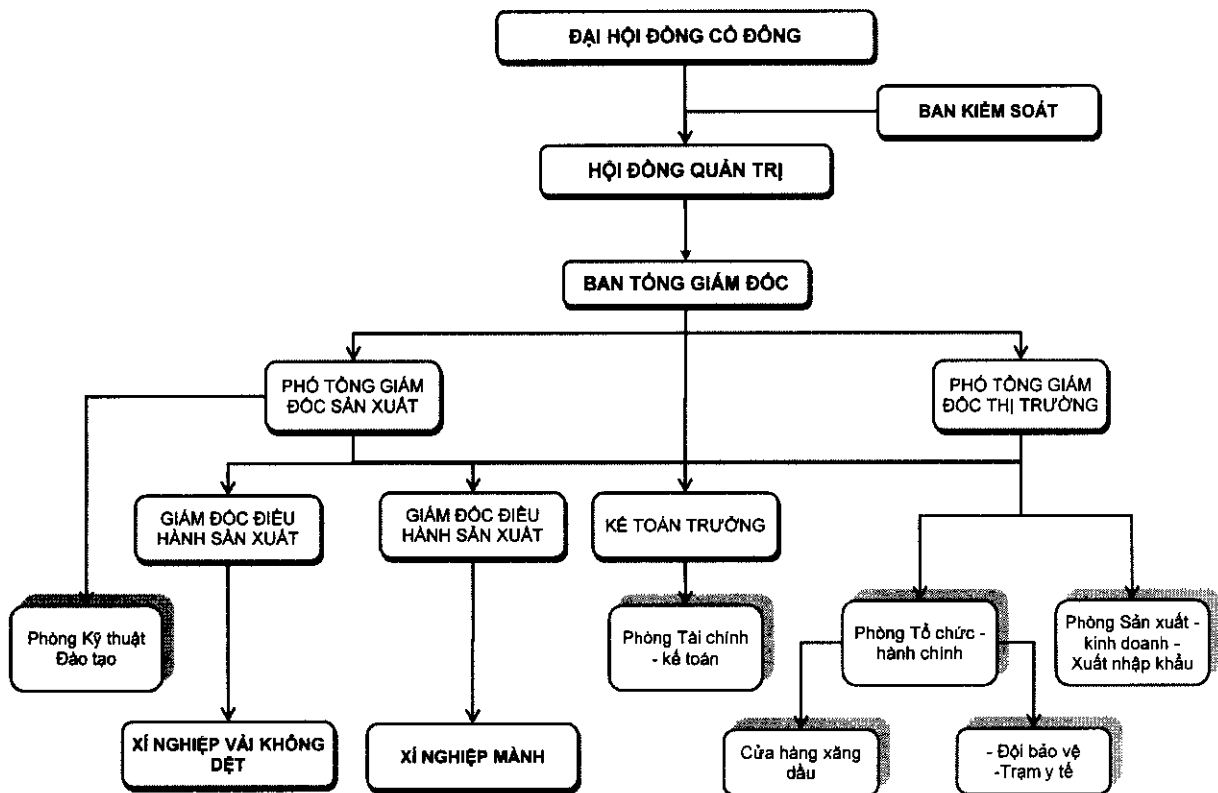 ĐẠI HỘI ĐỒNG CỔ ĐÔNG
BAN KIỂM SOÁT
HỘI ĐỒNG QUẢN TRỊ
BAN TỔNG GIÁM ĐỐC
PHÓ TỔNG GIÁM
ĐỐC SẢN XUẤT
PHÓ TỔNG GIÁM
ĐỐC THỊ TRƯỜNG
GIÁM ĐỐC ĐIỀU
HÀNH SẢN XUẤT
GIÁM ĐỐC ĐIỀU
HÀNH SẢN XUẤT
KẾ TOÁN TRƯỞNG
Phòng Kỹ thuật
Đào tạo
Phòng Tài chính
- kế toán
Phòng Tổ chức -
hành chính
Phòng Sản xuất -
kinh doanh -
Xuất nhập khẩu
XÍ NGHIỆP VẢI KHÔNG
DỆT
XÍ NGHIỆP MÀNH
Cửa hàng xăng
dầu
- Đội bảo vệ
-Trạm y tế